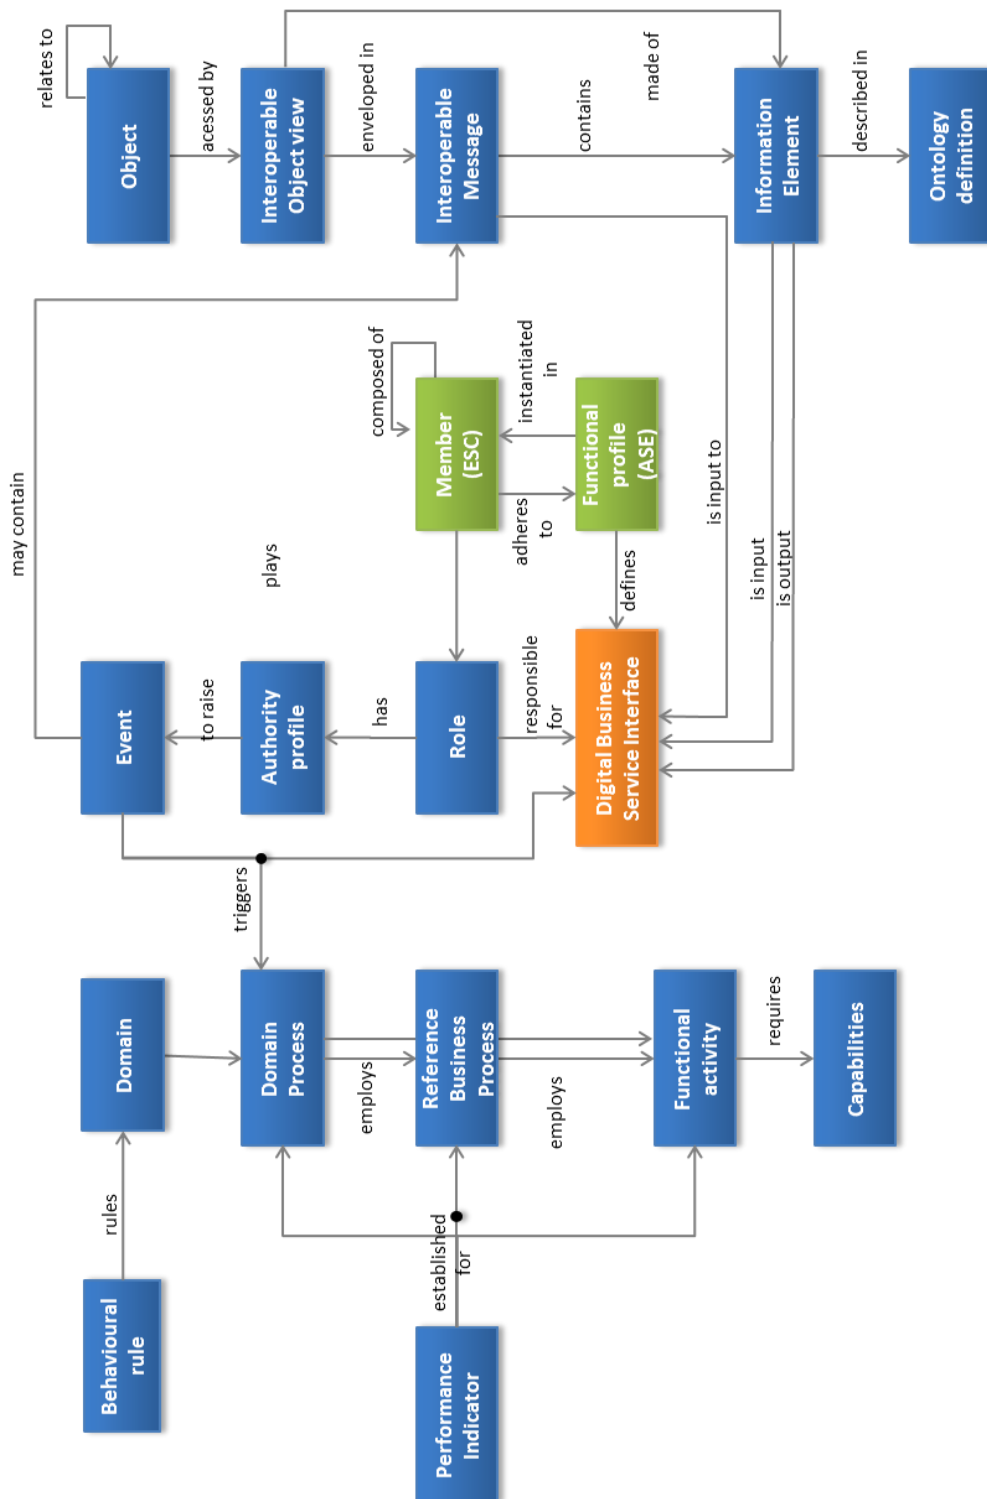 Behavioural
rule
rules
Domain
triggers
Event
to raise
may contain
relates to
Object
acessed by
Performance
Indicator
established
for
Domain
Process
employs
Authority
profile
plays
has
Interoperable
Object view
enveloped in
Reference
Business
Process
employs
Role
responsible
for
Member
(ESC)
composed of
adheres
to
instantiated
in
Interoperable
Message
contains
made of
Functional
activity
requires
Digital Business
Service Interface
defines
Functional
profile
(ASE)
is input to
is input
is output
Information
Element
described in
Capabilities
Ontology
definition